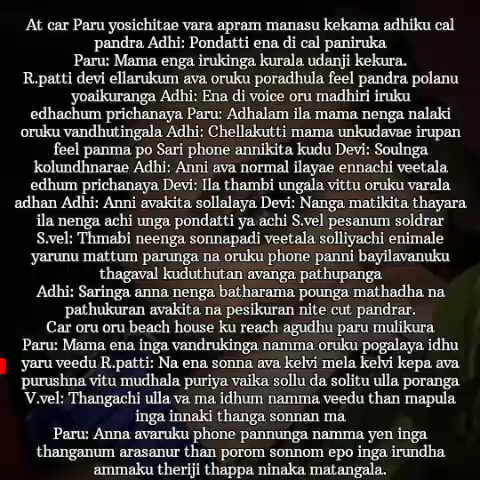 At car Paru yosichitae vara apram manasu kekama adhiku cal
pandra Adhi: Pondatti ena di cal paniruka
Paru: Mama enga irukinga kurala udanji kekura.
R.patti devi ellarukum ava oruku poradhula feel pandra polanu
yoaikuranga Adhi: Ena di voice oru madhiri iruku
edhachum prichanaya Paru: Adhalam ila mama nenga nalaki
oruku vandhutingala Adhi: Chellakutti mama unkudavae irupan
feel panma po Sari phone annikita kudu Devi: Soulnga
kolundhnarae Adhi: Anni ava normal ilayae ennachi veetala
edhum prichanaya Devi: Ila thambi ungala vittu oruku varala
adhan Adhi: Anni avakita sollalaya Devi: Nanga matikita thayara
ila nenga achi unga pondatti ya achi S.vel pesanum soldrar
S.vel: Thmabi neenga sonnapadi veetala solliyachi enimale
yarunu mattum parunga na oruku phone panni bayilavanuku
thagaval kuduthutan avanga pathupanga
Adhi: Saringa anna nenga batharama pounga mathadha na
pathukuran avakita na pesikuran nite cut pandrar.
Car oru oru beach house ku reach agudhu paru mulikura
Paru: Mama ena inga vandrukinga namma oruku pogalaya idhu
yaru veedu R.patti: Na ena sonna ava kelvi mela kelvi kepa ava
purushna vitu mudhala puriya vaika sollu da solitu ulla poranga
V.vel: Thangachi ulla va ma idhum namma veedu than mapula
inga innaki thanga sonnan ma
Paru: Anna avaruku phone pannunga namma yen inga
thanganum arasanur than porom sonnom epo inga irundha
ammaku theriji thappa ninaka matangala.